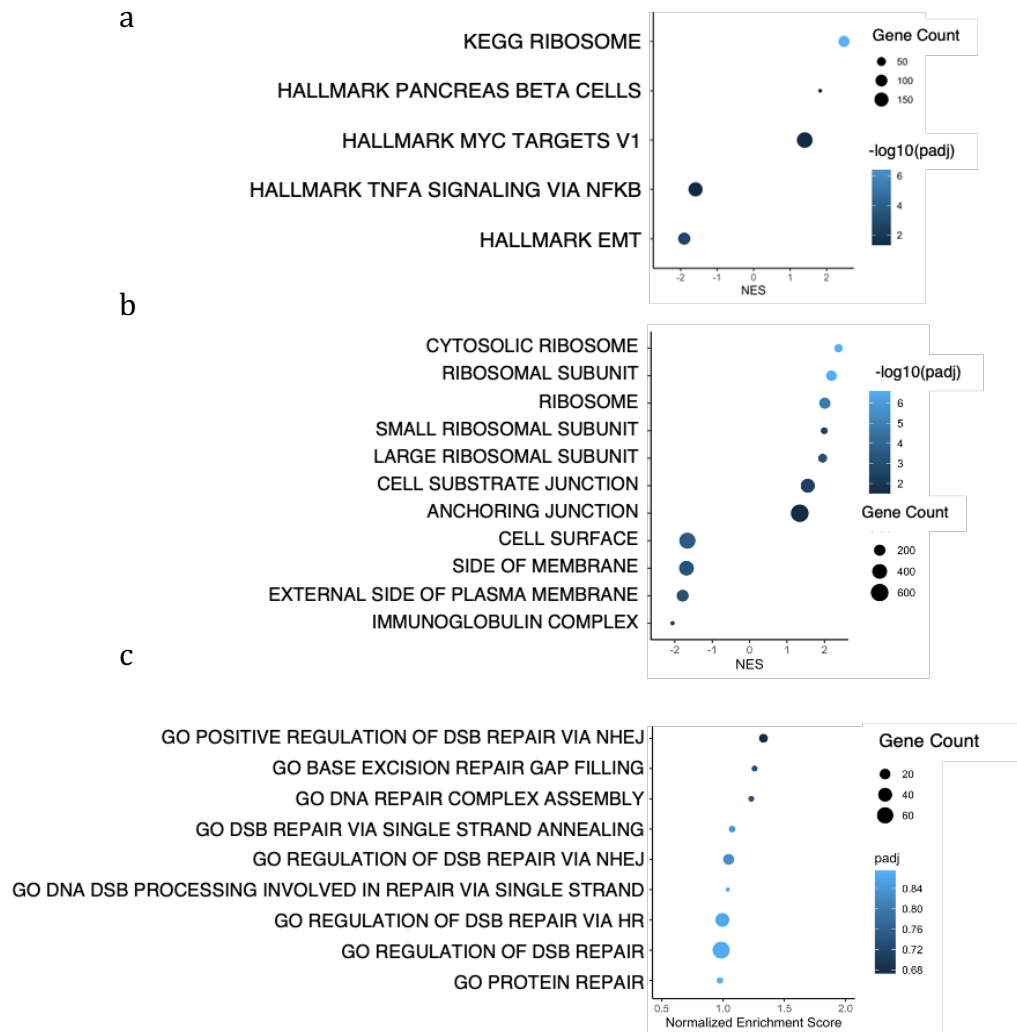 a
KEGG RIBOSOME
HALLMARK PANCREAS BETA CELLS
HALLMARK MYC TARGETS V1
HALLMARK TNFA SIGNALING VIA NFKB
HALLMARK EMT
-2 -1 0 1 2
NES
Gene Count
50
100
150
-log10(padj)
6
4
2
b
CYTOSOLIC RIBOSOME
RIBOSOMAL SUBUNIT
RIBOSOME
SMALL RIBOSOMAL SUBUNIT
LARGE RIBOSOMAL SUBUNIT
CELL SUBSTRATE JUNCTION
ANCHORING JUNCTION
CELL SURFACE
SIDE OF MEMBRANE
EXTERNAL SIDE OF PLASMA MEMBRANE
IMMUNOGLOBULIN COMPLEX
-2 -1 0 1 2
NES
-log10(padj)
6
5
4
3
2
Gene Count
200
400
600
c
GO POSITIVE REGULATION OF DSB REPAIR VIA NHEJ
GO BASE EXCISION REPAIR GAP FILLING
GO DNA REPAIR COMPLEX ASSEMBLY
GO DSB REPAIR VIA SINGLE STRAND ANNEALING
GO REGULATION OF DSB REPAIR VIA NHEJ
GO DNA DSB PROCESSING INVOLVED IN REPAIR VIA SINGLE STRAND
GO REGULATION OF DSB REPAIR VIA HR
GO REGULATION OF DSB REPAIR
GO PROTEIN REPAIR
0.5 1.0 1.5 2.0
Normalized Enrichment Score
Gene Count
20
40
60
padj
0.84
0.80
0.76
0.72
0.68